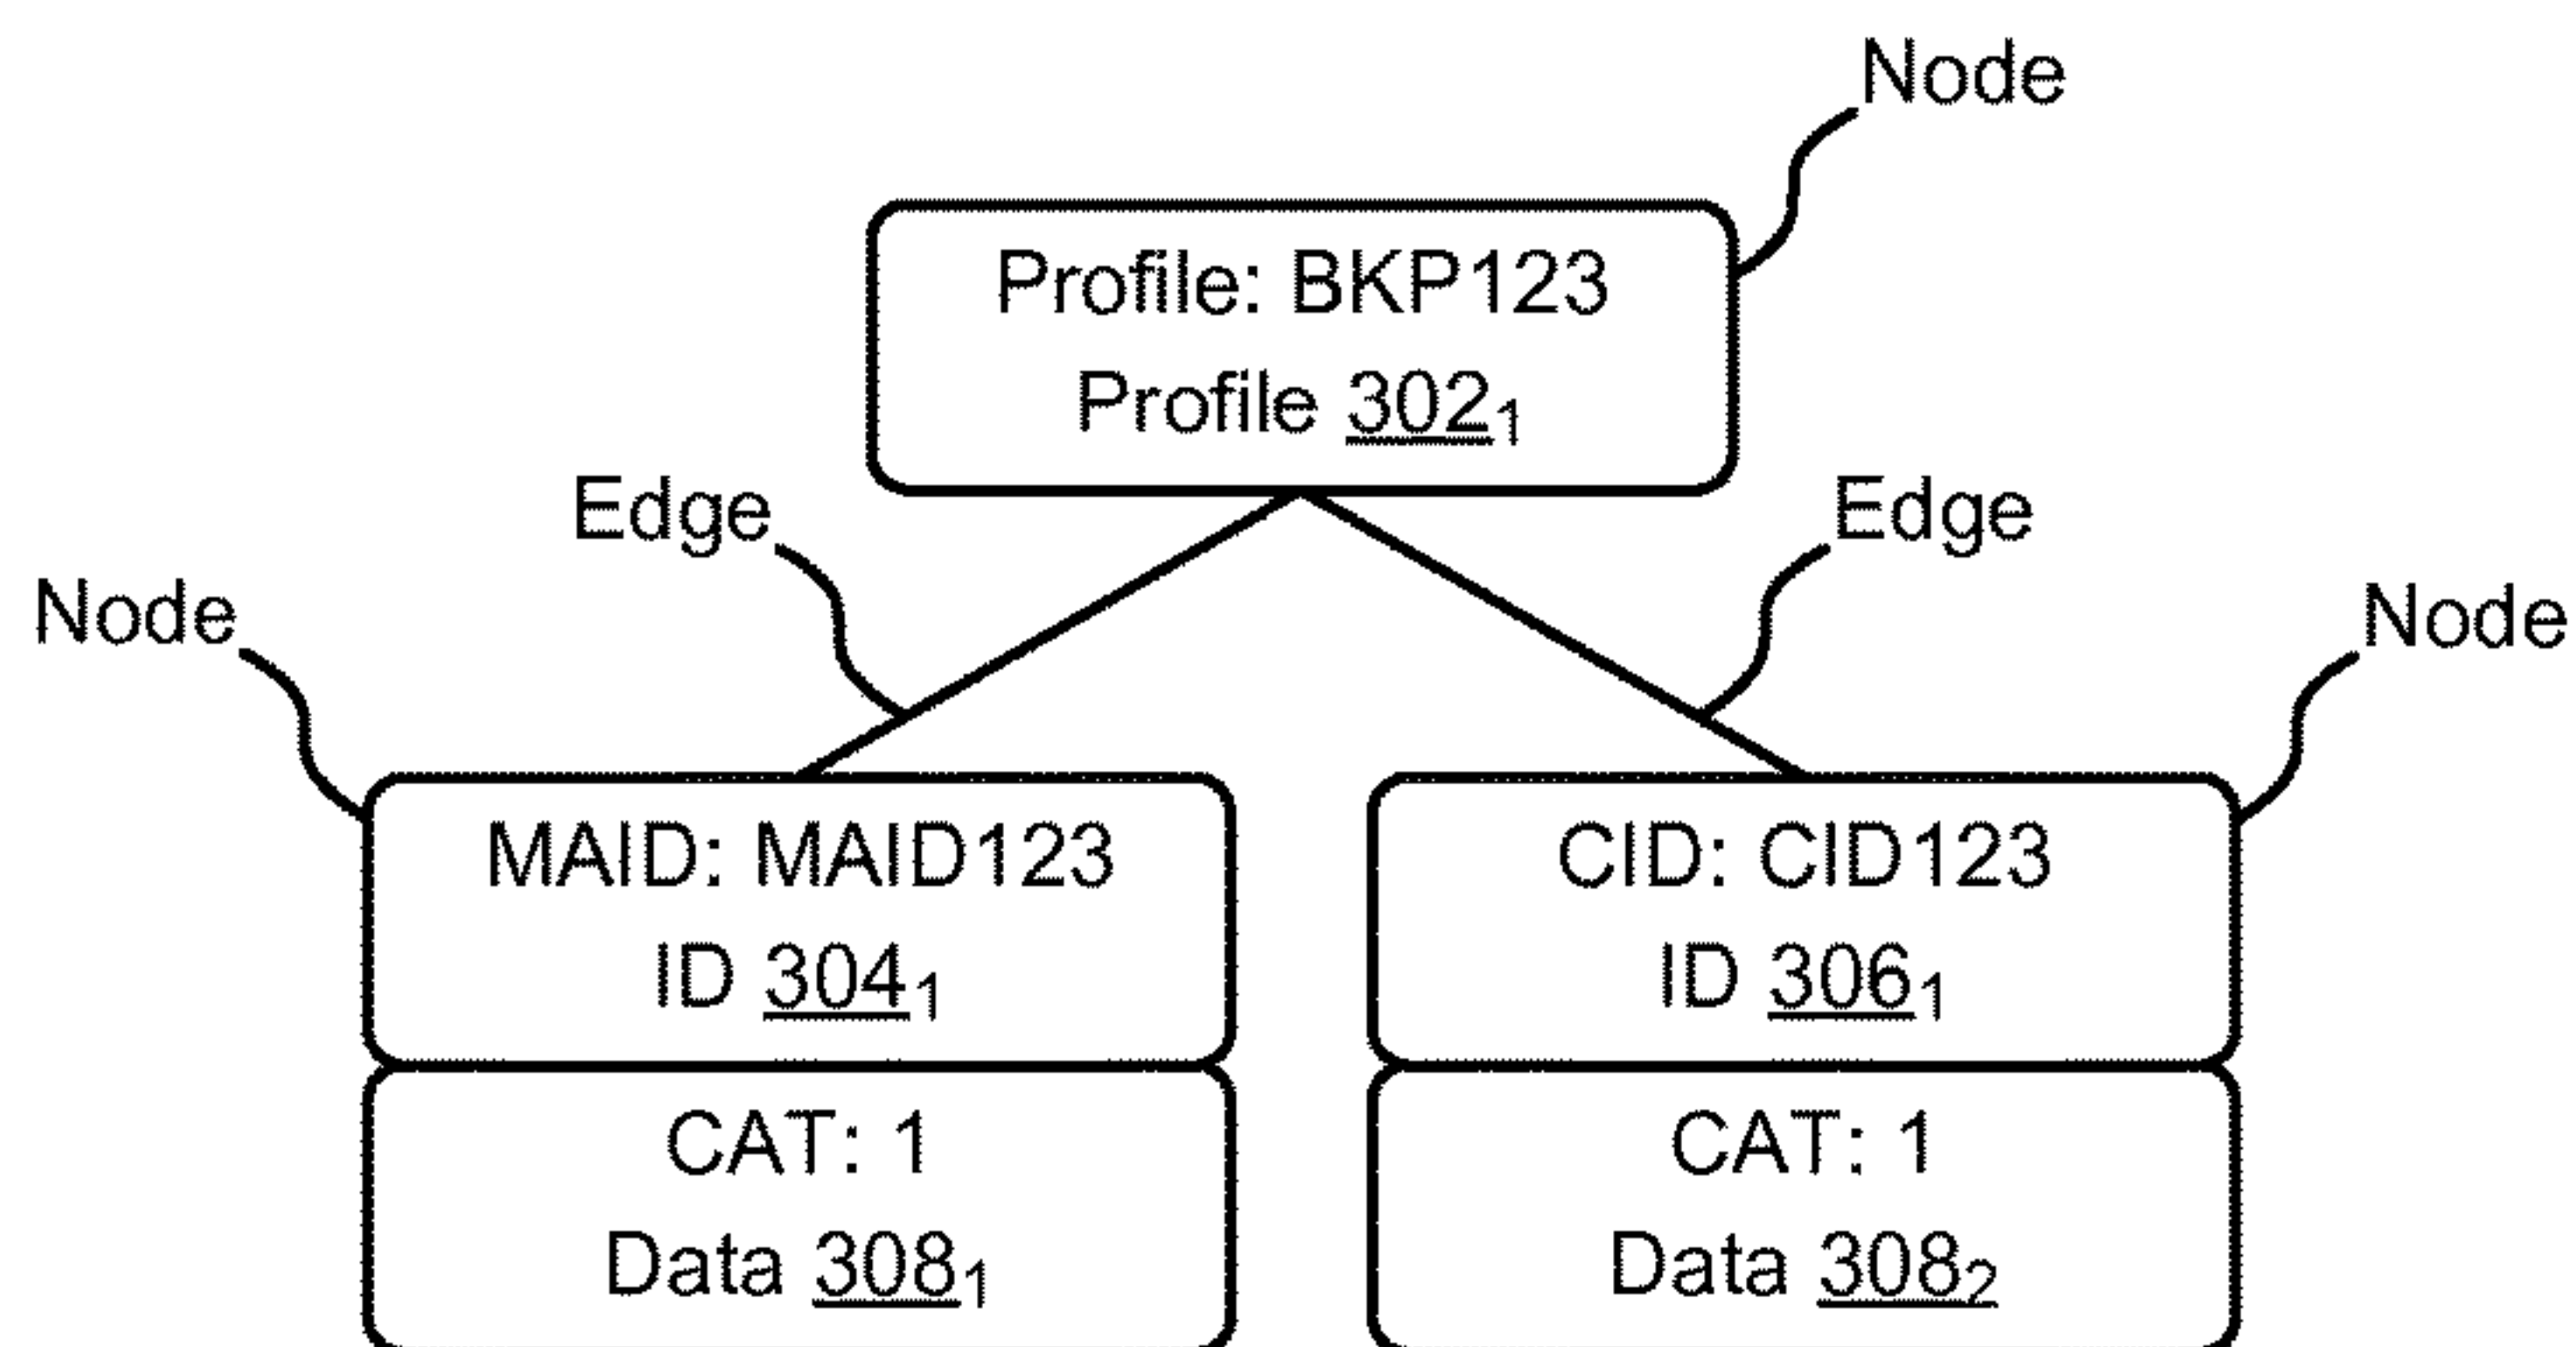 Node
Profile: BKP123
Profile 302₁
Edge
Edge
Node
Node
MAID: MAID123
ID 304₁
CID: CID123
ID 306₁
CAT: 1
Data 308₁
CAT: 1
Data 308₂